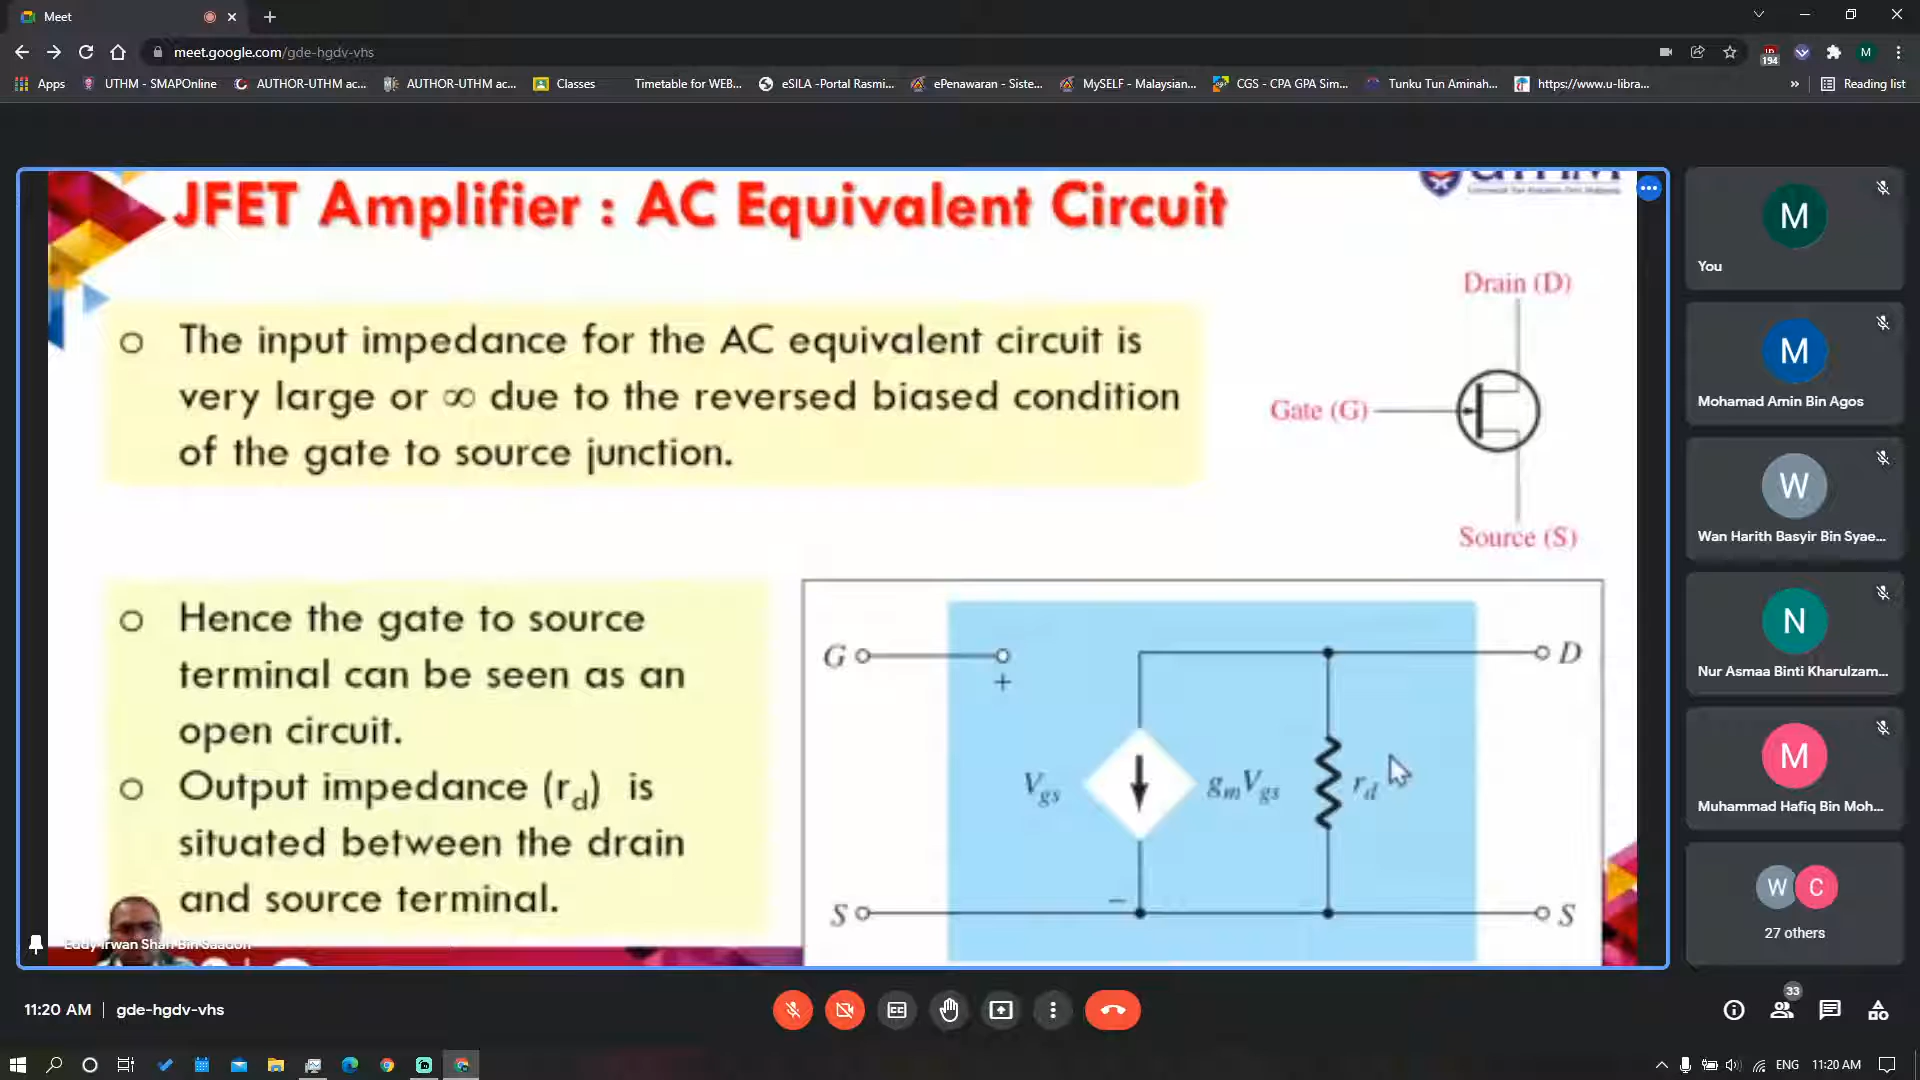 Meet
meet.google.com/gde-hgdv-vhs
194
M
Apps
UTHM - SMAPOnline
AUTHOR-UTHM ac...
AUTHOR-UTHM ac...
Classes
Timetable for WEB...
eSILA -Portal Rasmi...
ePenawaran - Siste...
MySELF - Malaysian...
CGS - CPA GPA Sim...
Tunku Tun Aminah...
https://www.u-libra...
»
Reading list
JFET Amplifier : AC Equivalent Circuit
The input impedance for the AC equivalent circuit is
very large or ∞ due to the reversed biased condition
of the gate to source junction.
Drain (D)
Gate (G)
Source (S)
Hence the gate to source
terminal can be seen as an
open circuit.
Output impedance (rd) is
situated between the drain
and source terminal.
G
+
D
Vgs
gmVgs
rd
S
−
S
Eddy Irwan Shah Bin Saadon
M
You
M
Mohamad Amin Bin Agos
W
Wan Harith Basyir Bin Syae...
N
Nur Asmaa Binti Kharulzam...
M
Muhammad Hafiq Bin Moh...
W C
27 others
11:20 AM | gde-hgdv-vhs
33
ENG
11:20 AM